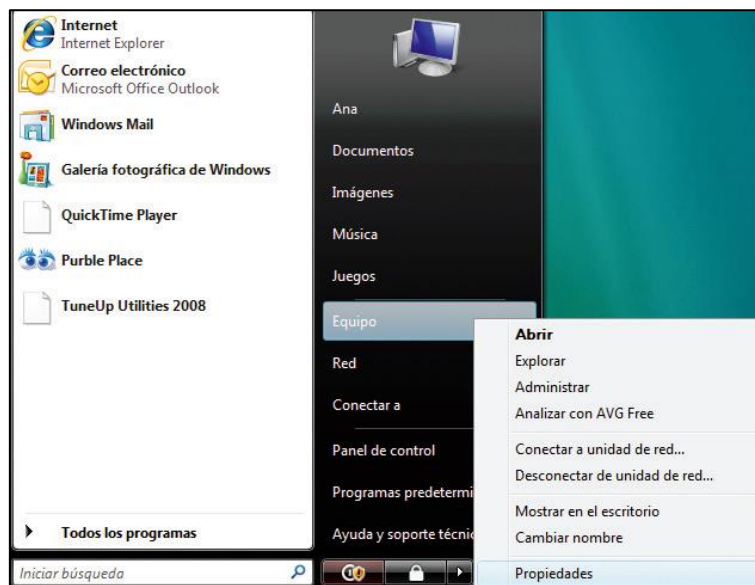 Internet
Internet Explorer
Correo electrónico
Microsoft Office Outlook
Windows Mail
Galería fotográfica de Windows
QuickTime Player
Purble Place
TuneUp Utilities 2008
Todos los programas
Iniciar búsqueda
Ana
Documentos
Imágenes
Música
Juegos
Equipo
Red
Conectar a
Panel de control
Programas predetermi
Ayuda y soporte técni
Abrir
Explorar
Administrar
Analizar con AVG Free
Conectar a unidad de red...
Desconectar de unidad de red...
Mostrar en el escritorio
Cambiar nombre
Propiedades